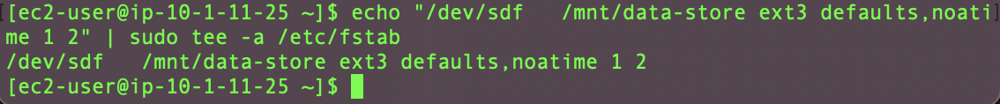 [ec2-user@ip-10-1-11-25 ~]$ echo "/dev/sdf   /mnt/data-store ext3 defaults,noati
me 1 2" | sudo tee -a /etc/fstab
/dev/sdf   /mnt/data-store ext3 defaults,noatime 1 2
[ec2-user@ip-10-1-11-25 ~]$